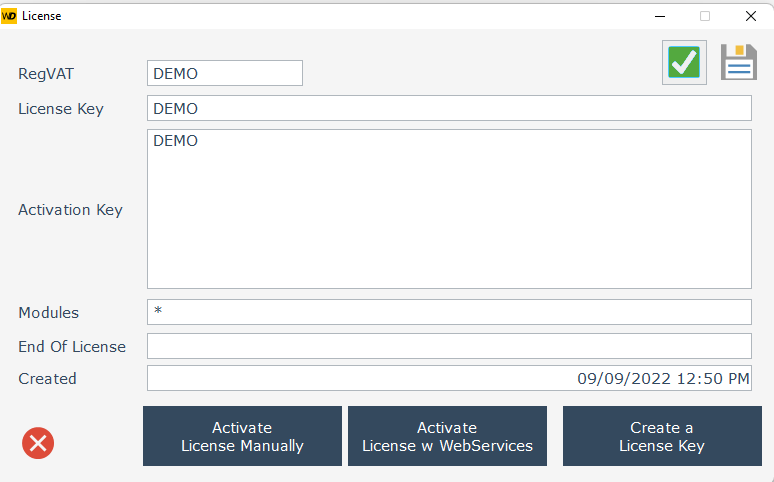 WD License
RegVAT DEMO
License Key DEMO
Activation Key DEMO
Modules *
End Of License
Created 09/09/2022 12:50 PM
Activate
License Manually
Activate
License w WebServices
Create a
License Key